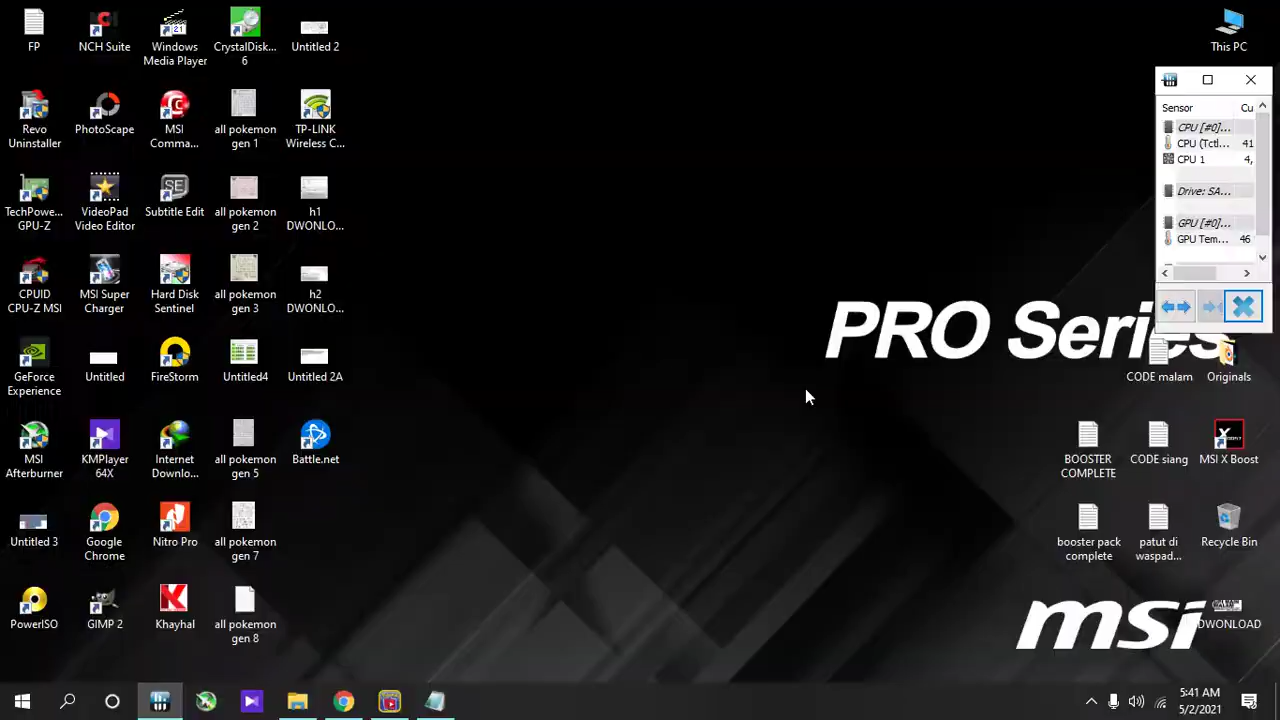 FP
NCH Suite
Windows
Media Player
CrystalDisk...
6
Untitled 2
Revo
Uninstaller
PhotoScape
MSI
Comma...
all pokemon
gen 1
TP-LINK
Wireless C...
TechPowe...
GPU-Z
VideoPad
Video Editor
Subtitle Edit
all pokemon
gen 2
h1
DWONLO...
CPUID
CPU-Z MSI
MSI Super
Charger
Hard Disk
Sentinel
all pokemon
gen 3
h2
DWONLO...
GeForce
Experience
Untitled
FireStorm
Untitled4
Untitled 2A
MSI
Afterburner
KMPlayer
64X
Internet
Downlo...
all pokemon
gen 5
Battle.net
Untitled 3
Google
Chrome
Nitro Pro
all pokemon
gen 7
PowerISO
GIMP 2
Khayhal
all pokemon
gen 8
This PC
Sensor Cu
CPU [#0]...
CPU (Tctl... 41
CPU 1 4,
Drive: SA...
GPU [#0]...
GPU Tem... 46
PRO Series
CODE malam
Originals
BOOSTER
COMPLETE
CODE siang
MSI X Boost
booster pack
complete
patut di
waspad...
Recycle Bin
msi
DWONLOAD
5:41 AM
5/2/2021